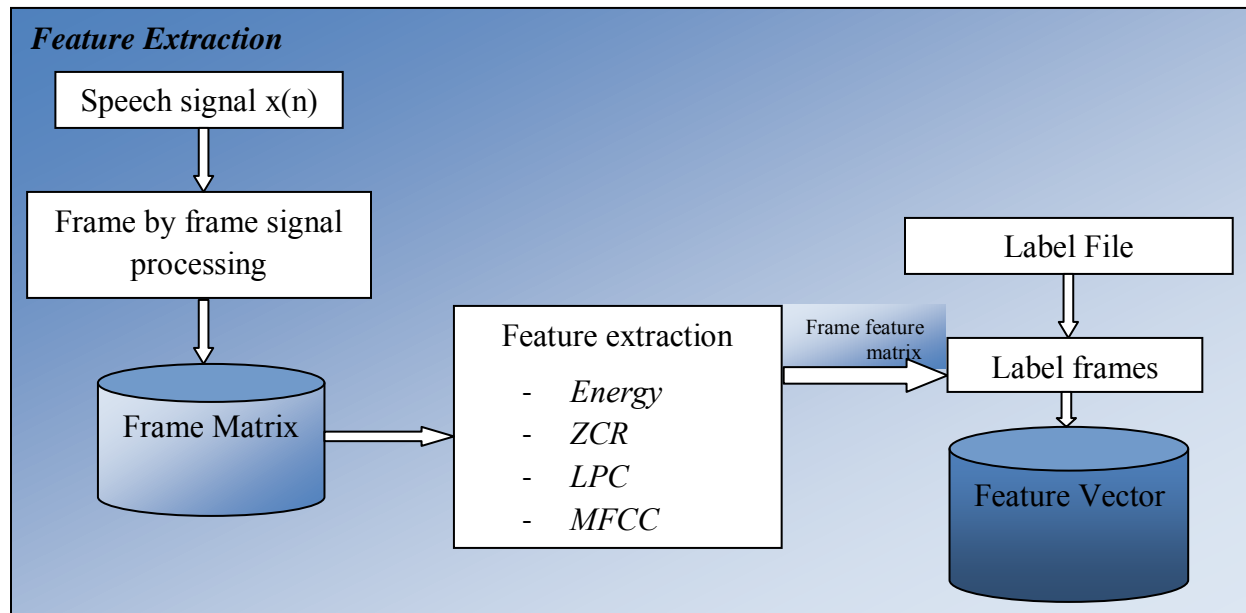 Feature Extraction
Speech signal x(n)
Frame by frame signal
processing
Frame Matrix
Feature extraction
- Energy
- ZCR
- LPC
- MFCC
Frame feature
matrix
Label File
Label frames
Feature Vector